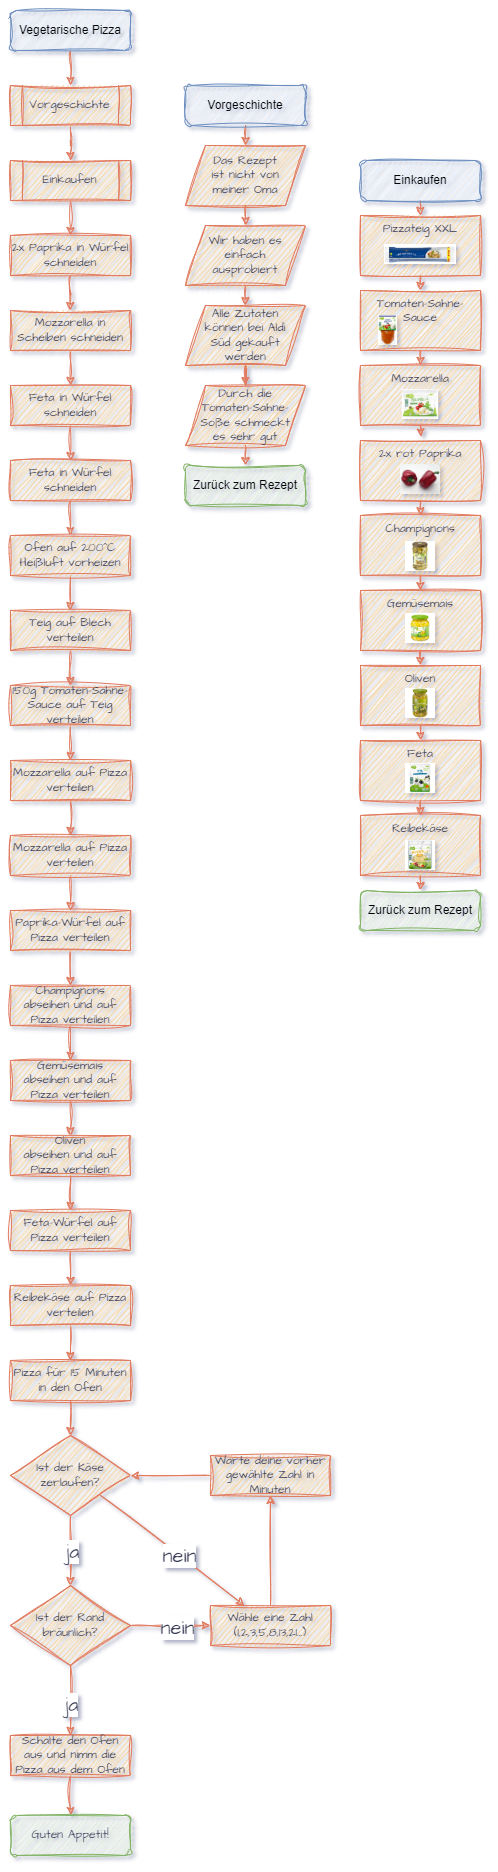 Vegetarische Pizza
Vorgeschichte
Einkaufen
2x Paprika in Würfel
schneiden
Mozzarella in
Scheiben schneiden
Feta in Würfel
schneiden
Feta in Würfel
schneiden
Ofen auf 200°C
Heißluft vorheizen
Teig auf Blech
verteilen
150g Tomaten-Sahne-
Sauce auf Teig
verteilen
Mozzarella auf Pizza
verteilen
Mozzarella auf Pizza
verteilen
Paprika-Würfel auf
Pizza verteilen
Champignons
abseihen und auf
Pizza verteilen
Gemüsemais
abseihen und auf
Pizza verteilen
Oliven
abseihen und auf
Pizza verteilen
Feta-Würfel auf
Pizza verteilen
Reibekäse auf Pizza
verteilen
Pizza für 15 Minuten
in den Ofen
Ist der Käse
zerlaufen?
ja
nein
Warte deine vorher
gewählte Zahl in
Minuten
Ist der Rand
bräunlich?
nein
Wähle eine Zahl
(1,2,3,5,8,13,21...)
ja
Schalte den Ofen
aus und nimm die
Pizza aus dem Ofen
Guten Appetit!
Vorgeschichte
Das Rezept
ist nicht von
meiner Oma
Wir haben es
einfach
ausprobiert
Alle Zutaten
können bei Aldi
Süd gekauft
werden
Durch die
Tomaten-Sahne-
Soße schmeckt
es sehr gut
Zurück zum Rezept
Einkaufen
Pizzateig XXL
Tomaten-Sahne-
Sauce
Mozzarella
2x rot Paprika
Champignons
Gemüsemais
Oliven
Feta
Reibekäse
Zurück zum Rezept